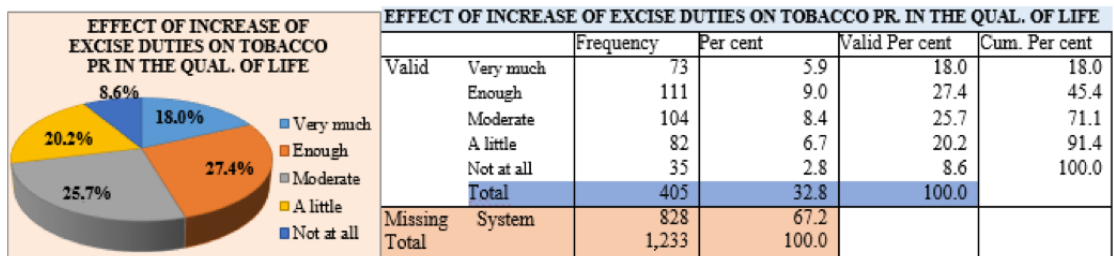 EFFECT OF INCREASE OF
EXCISE DUTIES ON TOBACCO
PR IN THE QUAL. OF LIFE
8.6%
18.0%
20.2%
27.4%
25.7%
Very much
Enough
Moderate
A little
Not at all
EFFECT OF INCREASE OF EXCISE DUTIES ON TOBACCO PR. IN THE QUAL. OF LIFE
Frequency Per cent Valid Per cent Cum. Per cent
Valid Very much 73 5.9 18.0 18.0
Enough 111 9.0 27.4 45.4
Moderate 104 8.4 25.7 71.1
A little 82 6.7 20.2 91.4
Not at all 35 2.8 8.6 100.0
Total 405 32.8 100.0
Missing System 828 67.2
Total 1,233 100.0